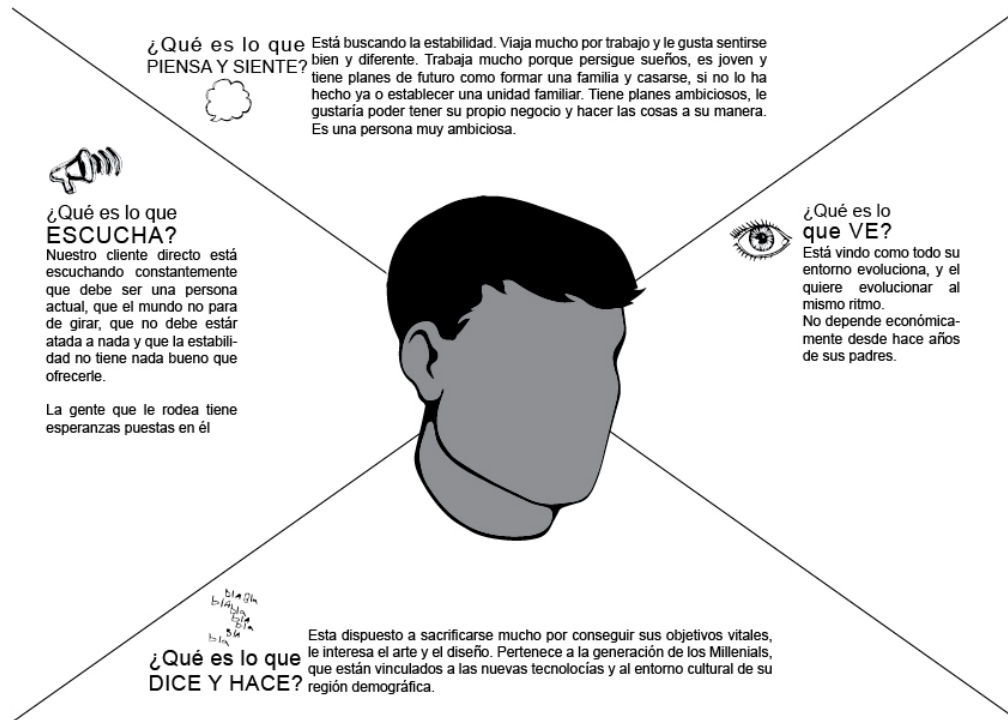 ¿Qué es lo que
PIENSA Y SIENTE?
Está buscando la estabilidad. Viaja mucho por trabajo y le gusta sentirse
bien y diferente. Trabaja mucho porque persigue sueños, es joven y
tiene planes de futuro como formar una familia y casarse, si no lo ha
hecho ya o establecer una unidad familiar. Tiene planes ambiciosos, le
gustaría poder tener su propio negocio y hacer las cosas a su manera.
Es una persona muy ambiciosa.
¿Qué es lo que
ESCUCHA?
Nuestro cliente directo está
escuchando constantemente
que debe ser una persona
actual, que el mundo no para
de girar, que no debe estár
atada a nada y que la estabili-
dad no tiene nada bueno que
ofrecerle.
La gente que le rodea tiene
esperanzas puestas en él
¿Qué es lo
que VE?
Está vindo como todo su
entorno evoluciona, y el
quiere evolucionar al
mismo ritmo.
No depende económica-
mente desde hace años
de sus padres.
bla bla
bla bla
bla
bla
bla
bla
¿Qué es lo que
DICE Y HACE?
Esta dispuesto a sacrificarse mucho por conseguir sus objetivos vitales,
le interesa el arte y el diseño. Pertenece a la generación de los Millenials,
que están vinculados a las nuevas tecnolocías y al entorno cultural de su
región demográfica.